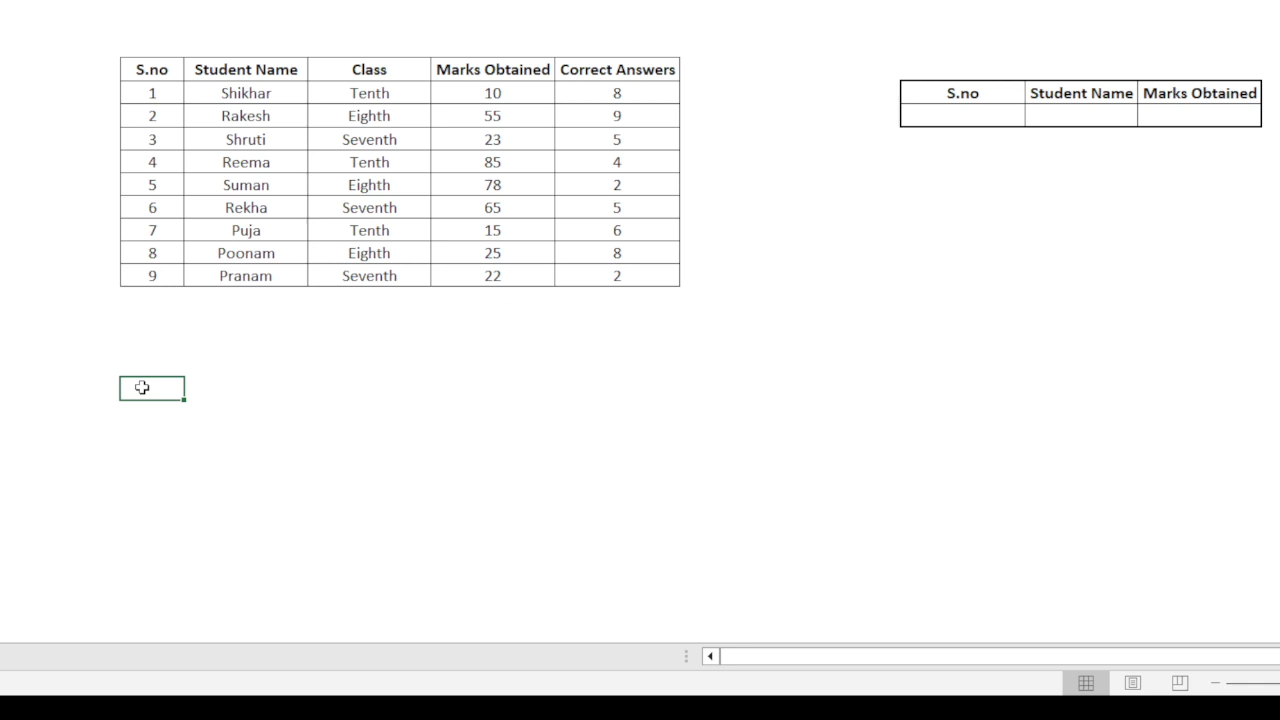 S.no Student Name Class Marks Obtained Correct Answers
1 Shikhar Tenth 10 8
2 Rakesh Eighth 55 9
3 Shruti Seventh 23 5
4 Reema Tenth 85 4
5 Suman Eighth 78 2
6 Rekha Seventh 65 5
7 Puja Tenth 15 6
8 Poonam Eighth 25 8
9 Pranam Seventh 22 2
S.no Student Name Marks Obtained